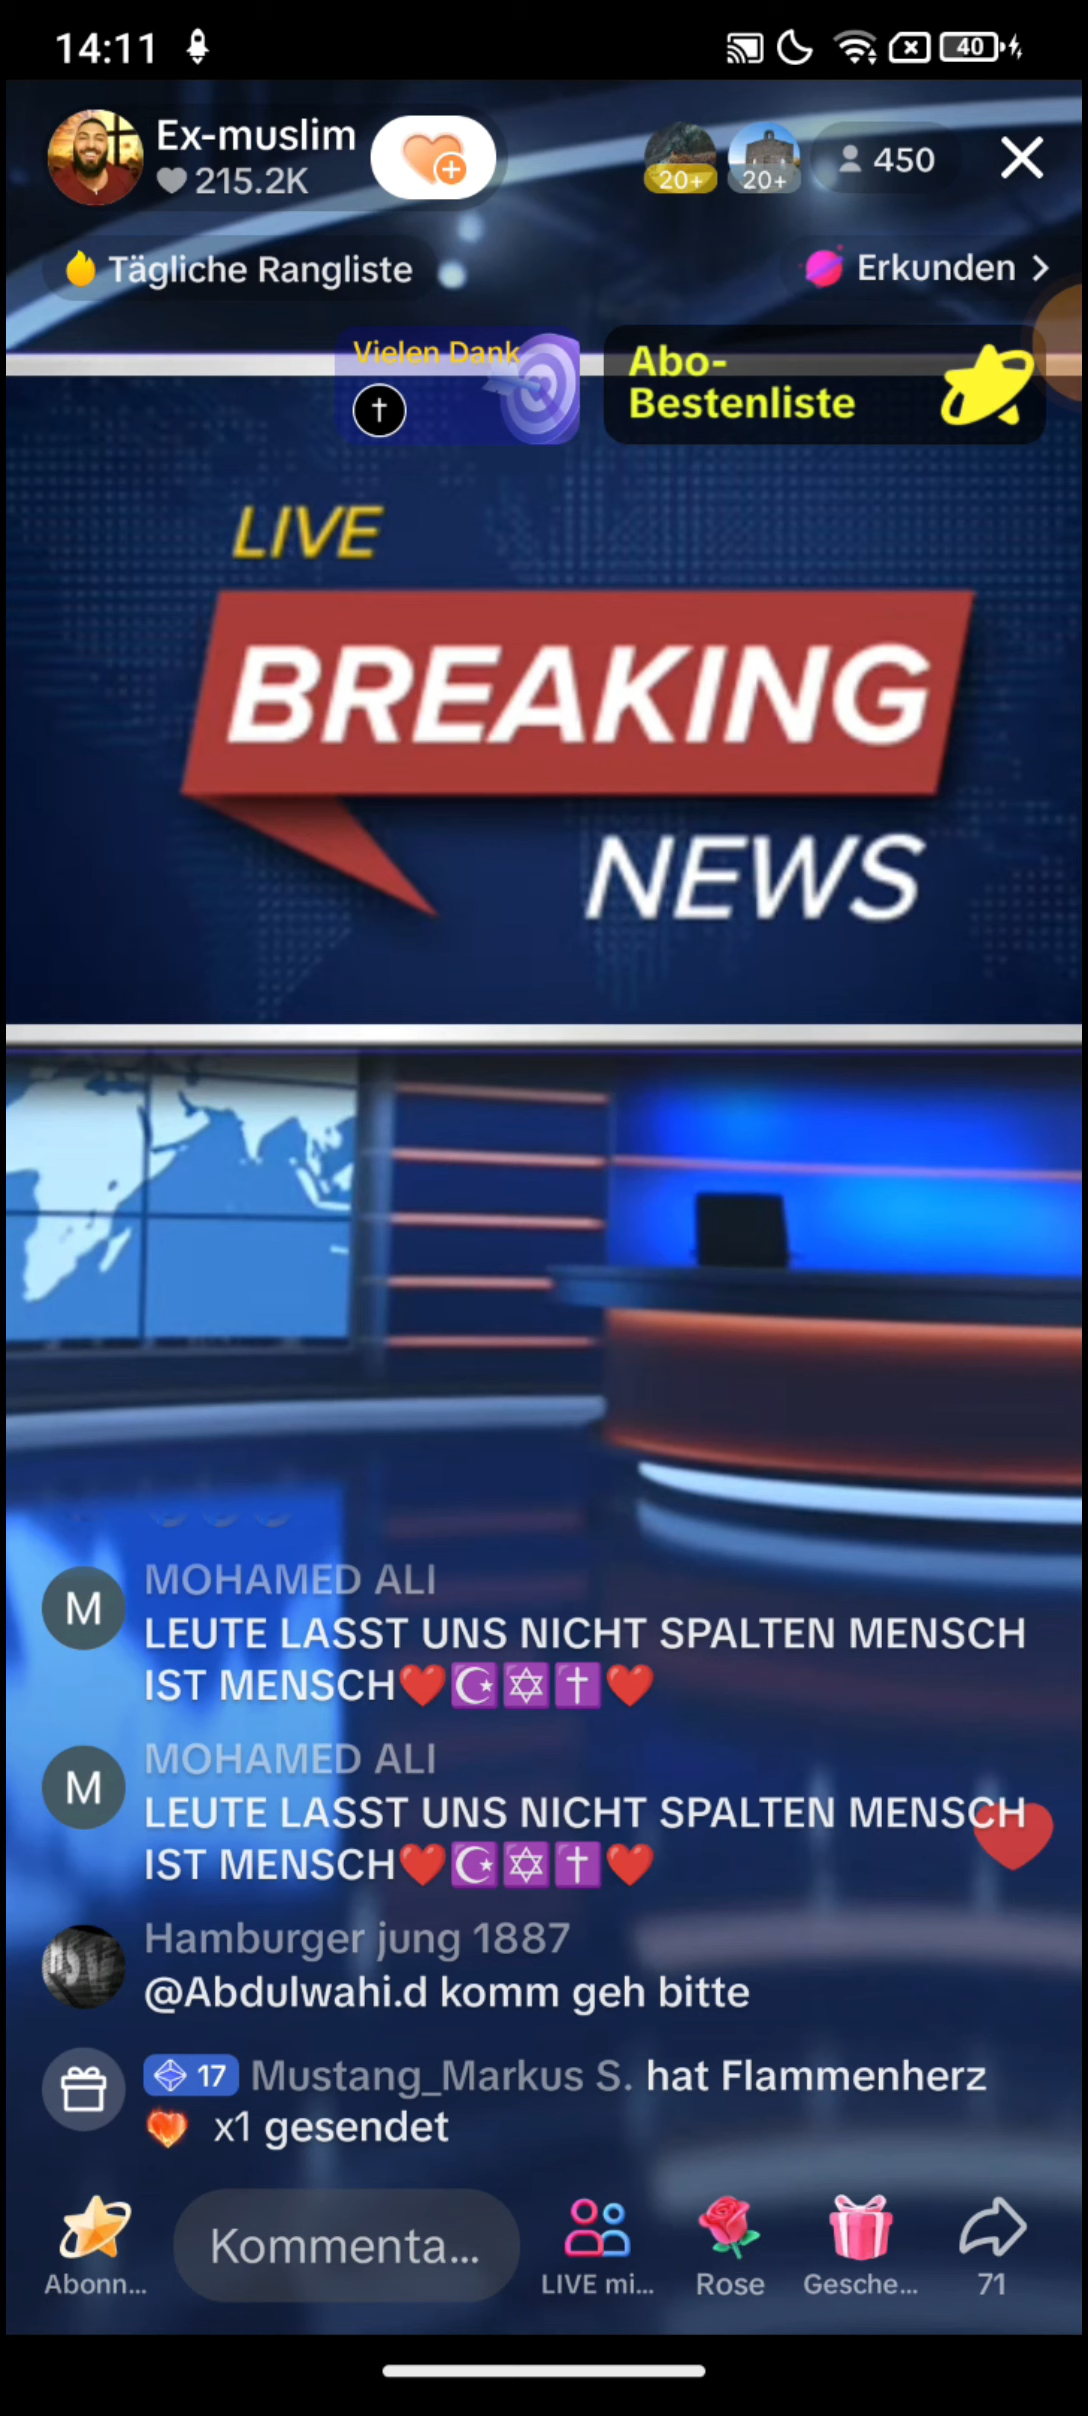 14:11
40
Ex-muslim
215.2K
20+
20+
450
Tägliche Rangliste
Erkunden
Vielen Dank
Abo-
Bestenliste
LIVE
BREAKING
NEWS
MOHAMED ALI
LEUTE LASST UNS NICHT SPALTEN MENSCH
IST MENSCH❤️☪️✡️✝️❤️
MOHAMED ALI
LEUTE LASST UNS NICHT SPALTEN MENSCH
IST MENSCH❤️☪️✡️✝️❤️
Hamburger jung 1887
@Abdulwahi.d komm geh bitte
17 Mustang_Markus S. hat Flammenherz
x1 gesendet
Kommenta...
Abonn...
LIVE mi...
Rose
Gesche...
71